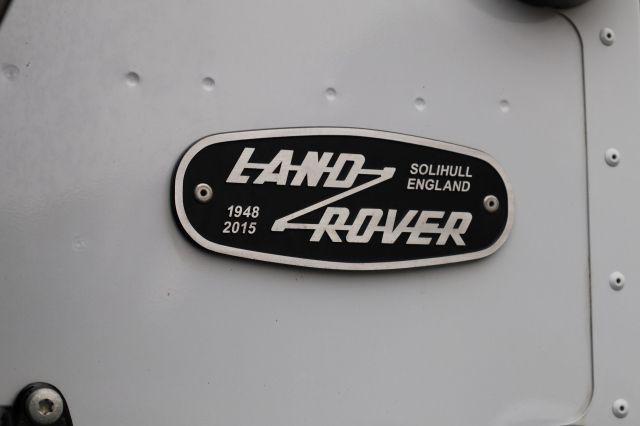 LAND
ROVER
SOLIHULL
ENGLAND
1948
2015